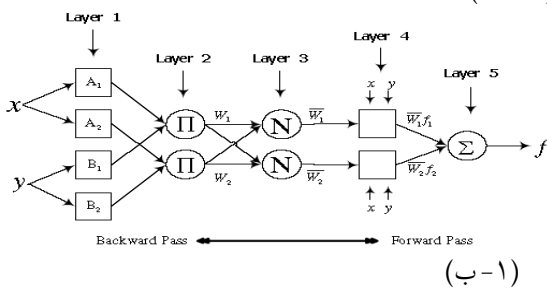 Layer 1
Layer 2
Layer 3
Layer 4
Layer 5
x
y
A₁
A₂
B₁
B₂
Π
Π
W₁
W₂
N
N
W̅₁
W̅₂
x y
x y
W̅₁f₁
W̅₂f₂
Σ
f
Backward Pass
Forward Pass
(۱-ب)